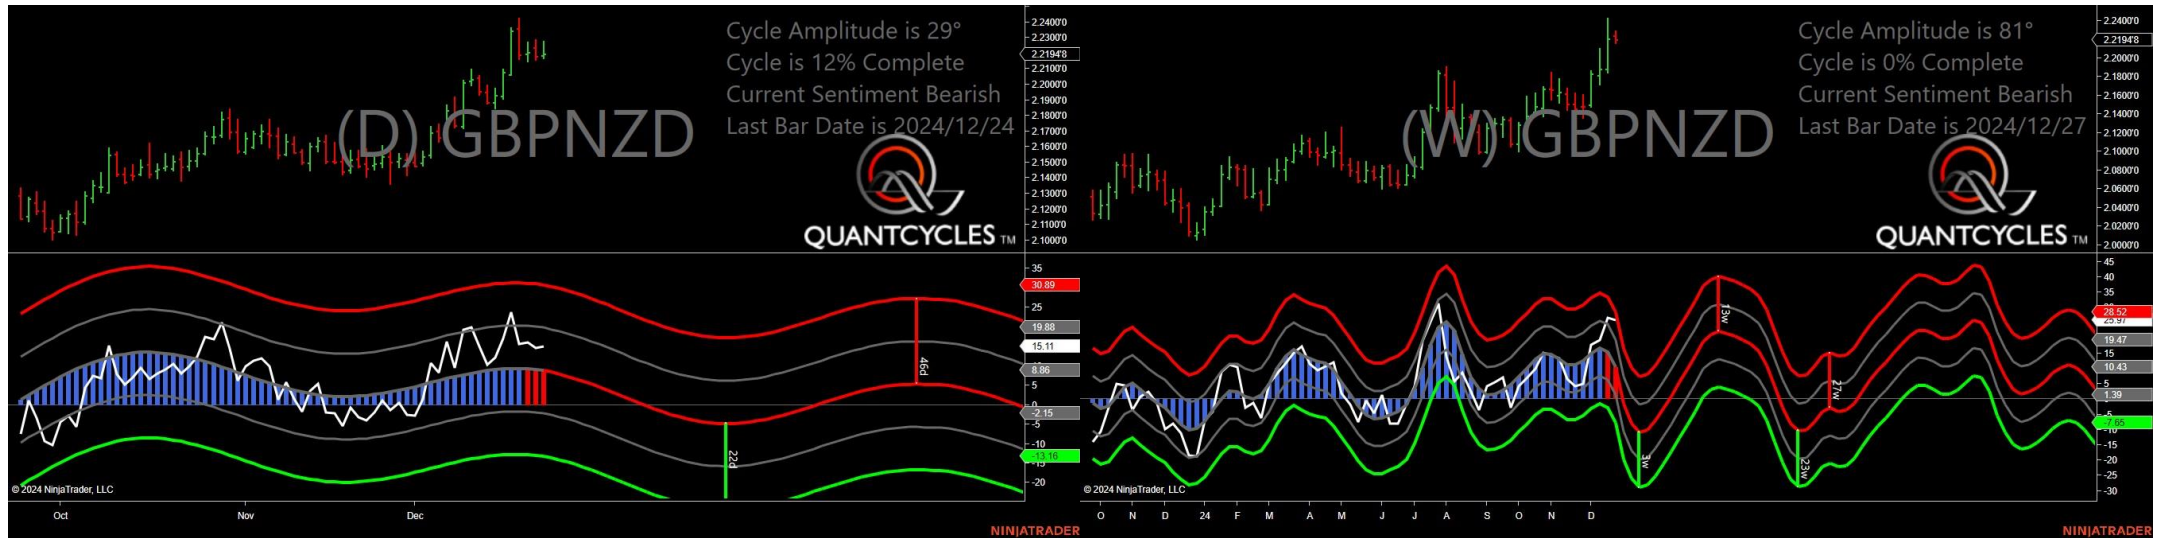 Cycle Amplitude is 29°
Cycle is 12% Complete
Current Sentiment Bearish
Last Bar Date is 2024/12/24
(D) GBPNZD
QUANTCYCLES TM
2.2400'0
2.2300'0
2.2194'8
2.2100'0
2.2000'0
2.1900'0
2.1800'0
2.1700'0
2.1600'0
2.1500'0
2.1400'0
2.1300'0
2.1200'0
2.1100'0
2.1000'0
35
30.89
25
19.88
15.11
8.86
5
0
-2.15
-5
-10
-13.16
-15
-20
46d
22d
© 2024 NinjaTrader, LLC
Oct Nov Dec
NINJATRADER
Cycle Amplitude is 81°
Cycle is 0% Complete
Current Sentiment Bearish
Last Bar Date is 2024/12/27
(W) GBPNZD
QUANTCYCLES TM
2.2400'0
2.2194'8
2.2000'0
2.1800'0
2.1600'0
2.1400'0
2.1200'0
2.1000'0
2.0800'0
2.0600'0
2.0400'0
2.0200'0
2.0000'0
45
40
35
28.52
25.97
19.47
15
10.43
5
1.39
-5
-7.65
-10
-15
-20
-25
-30
13w
27w
3w
23w
© 2024 NinjaTrader, LLC
O N D 24 F M A M J J A S O N D
NINJATRADER